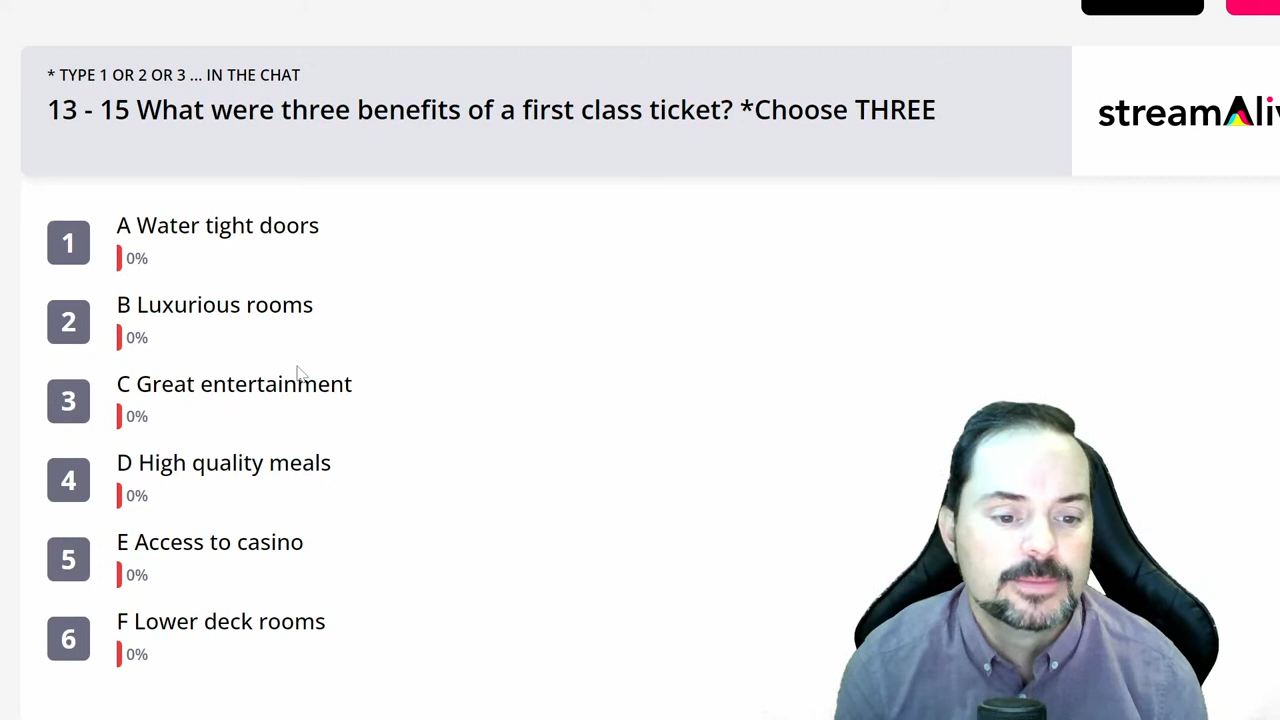 * TYPE 1 OR 2 OR 3 ... IN THE CHAT
13 - 15 What were three benefits of a first class ticket? *Choose THREE
streamAliv
1
A Water tight doors
0%
2
B Luxurious rooms
0%
3
C Great entertainment
0%
4
D High quality meals
0%
5
E Access to casino
0%
6
F Lower deck rooms
0%